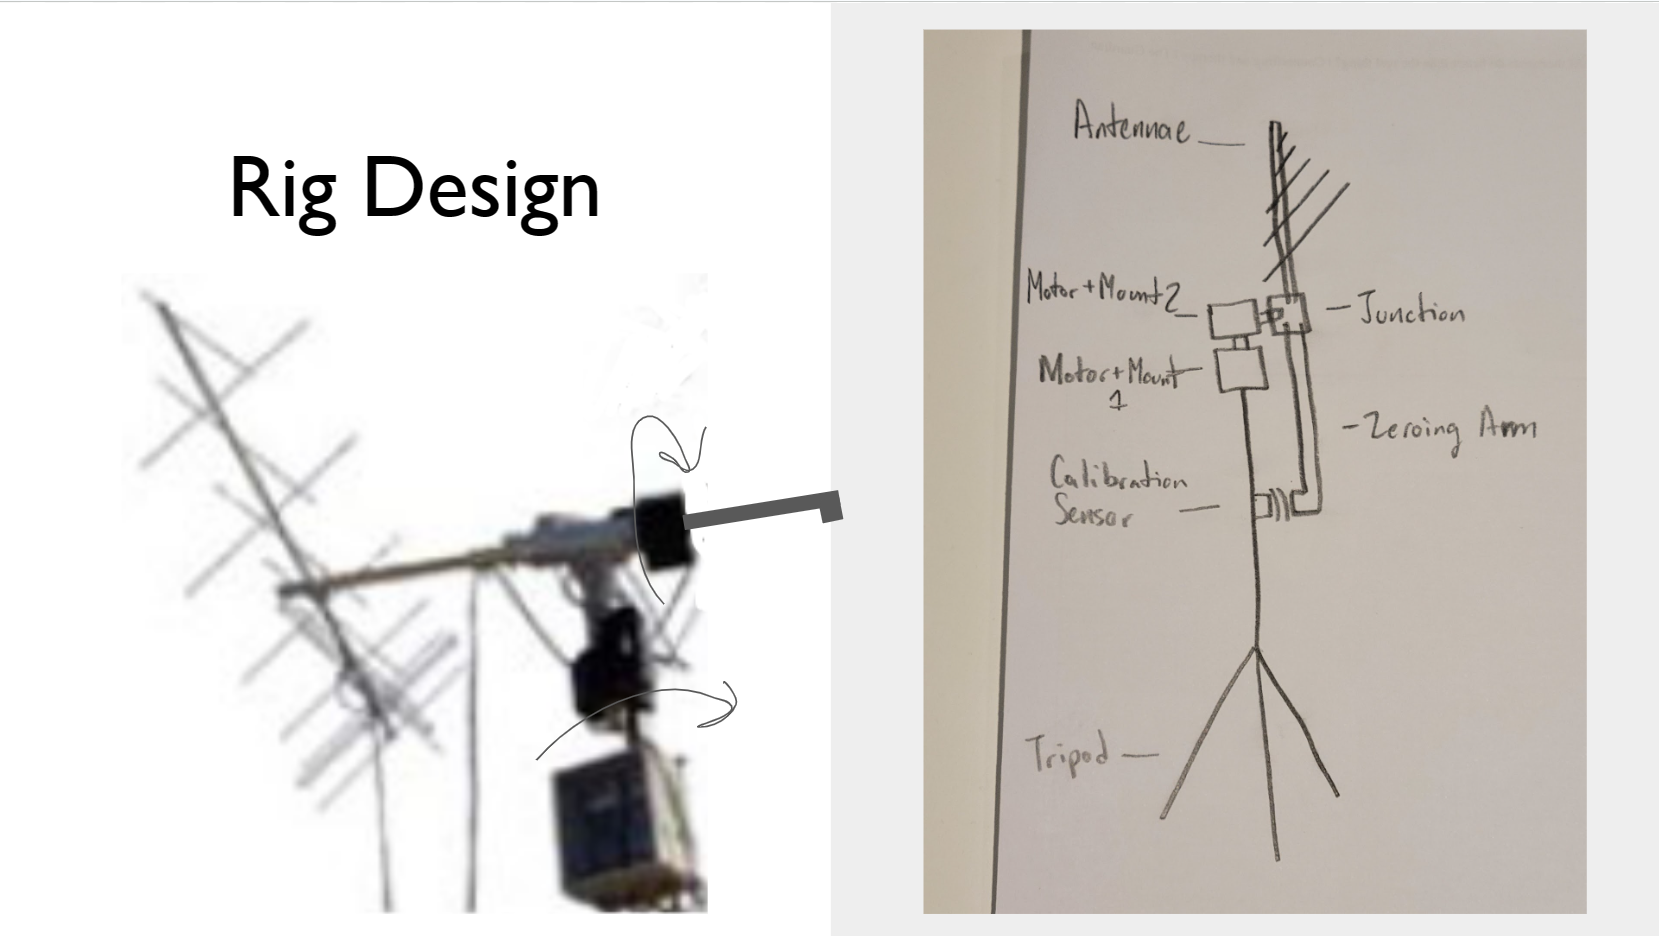 Rig Design
Antennae
Motor+Mount 2
Junction
Motor+Mount
1
Zeroing Arm
Calibration
Sensor
Tripod